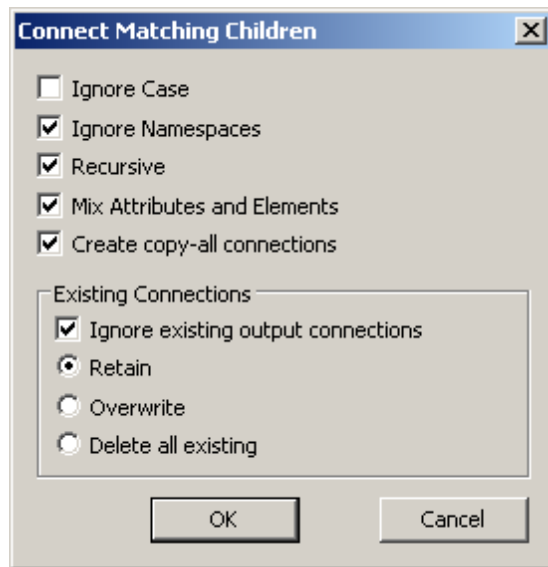 Connect Matching Children
Ignore Case
Ignore Namespaces
Recursive
Mix Attributes and Elements
Create copy-all connections
Existing Connections
Ignore existing output connections
Retain
Overwrite
Delete all existing
OK
Cancel